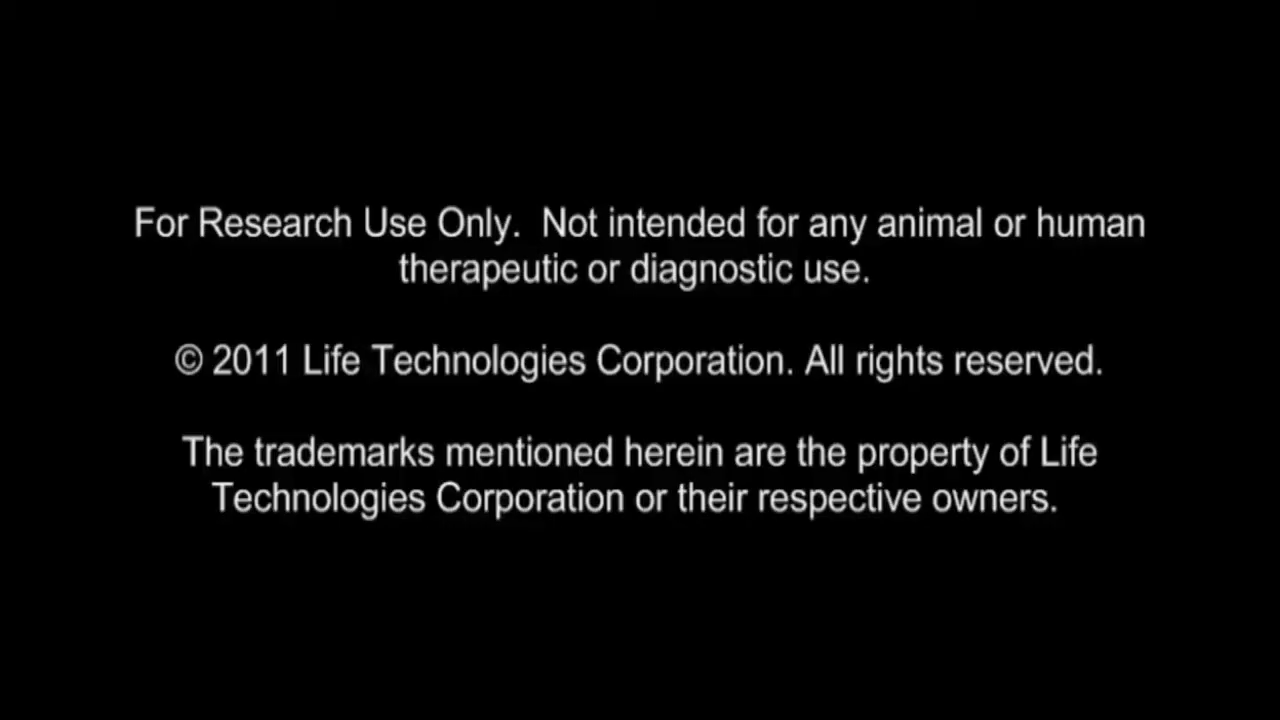 For Research Use Only.  Not intended for any animal or human
therapeutic or diagnostic use.
© 2011 Life Technologies Corporation. All rights reserved.
The trademarks mentioned herein are the property of Life
Technologies Corporation or their respective owners.